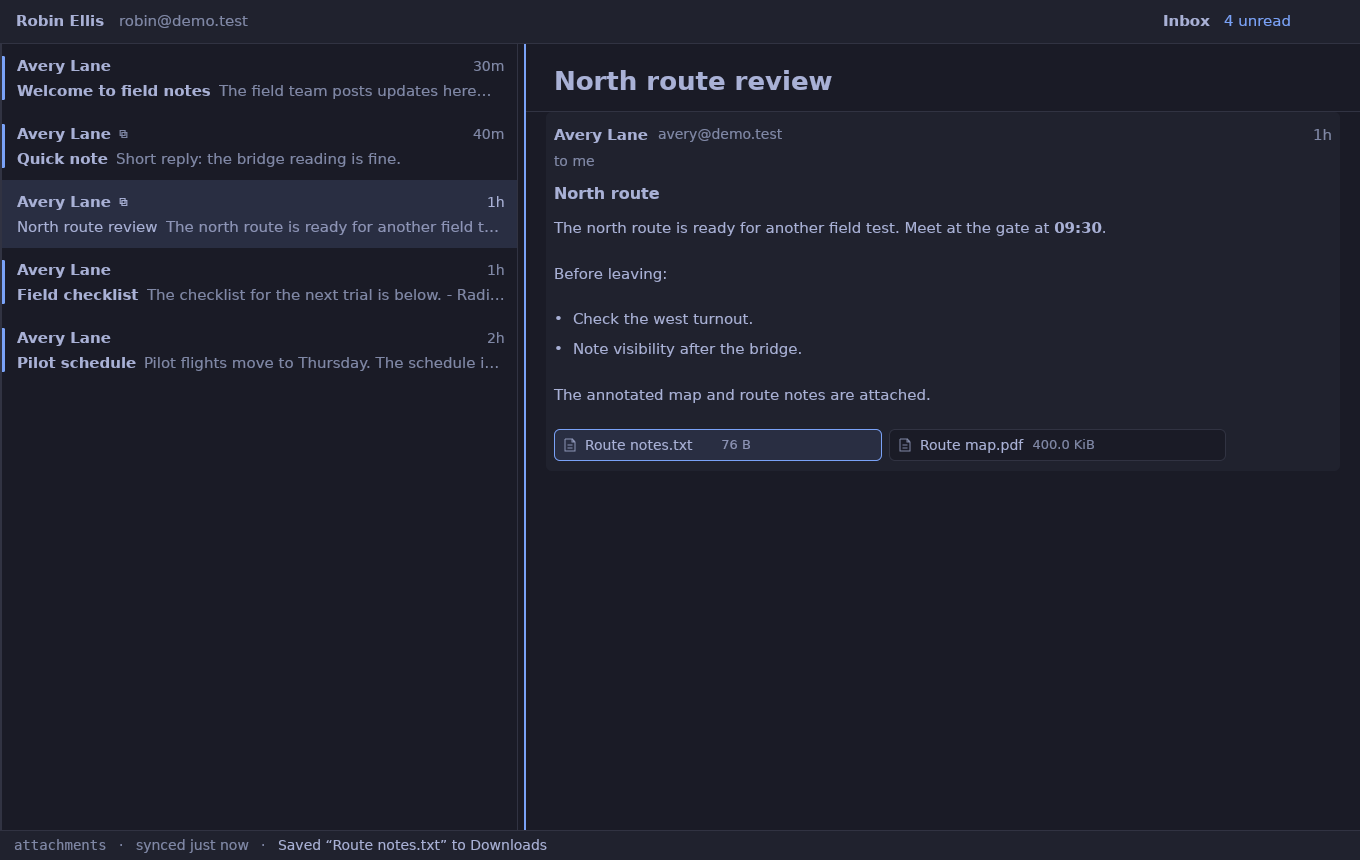 Robin Ellis robin@demo.test
Inbox 4 unread
Avery Lane 30m
Welcome to field notes The field team posts updates here…
Avery Lane 40m
Quick note Short reply: the bridge reading is fine.
Avery Lane 1h
North route review The north route is ready for another field t…
Avery Lane 1h
Field checklist The checklist for the next trial is below. - Radi…
Avery Lane 2h
Pilot schedule Pilot flights move to Thursday. The schedule i…
North route review
Avery Lane avery@demo.test 1h
to me
North route
The north route is ready for another field test. Meet at the gate at 09:30.
Before leaving:
• Check the west turnout.
• Note visibility after the bridge.
The annotated map and route notes are attached.
Route notes.txt 76 B
Route map.pdf 400.0 KiB
attachments · synced just now · Saved “Route notes.txt” to Downloads